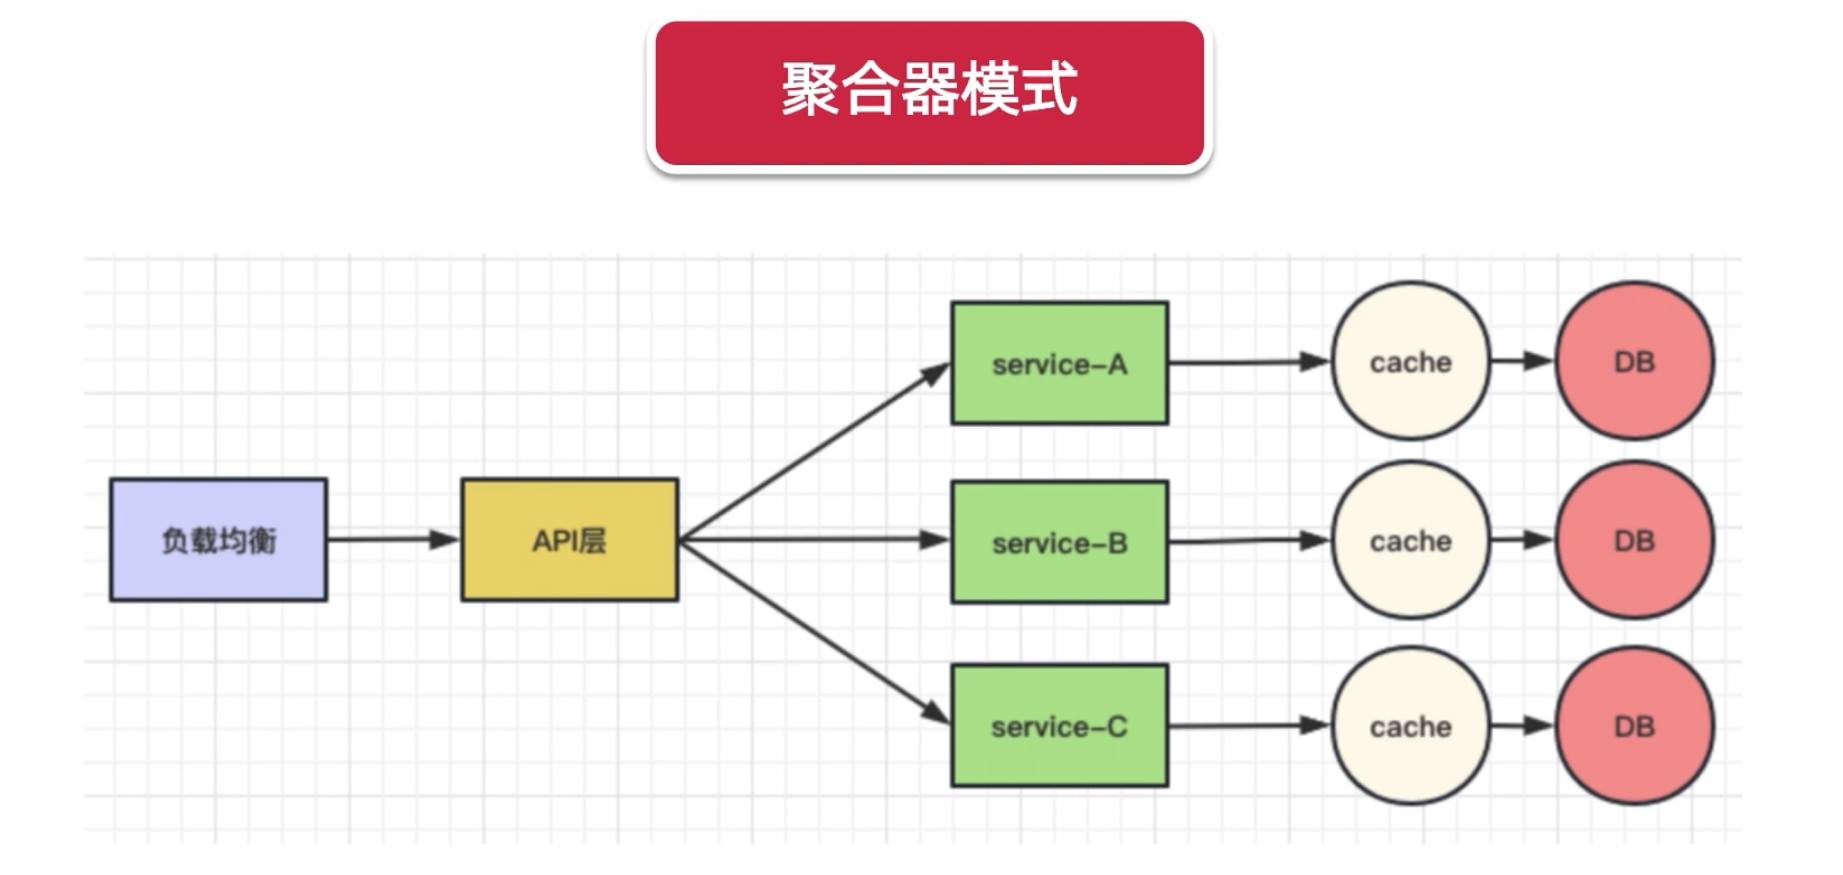 聚合器模式
service-A
cache
DB
负载均衡
API层
service-B
cache
DB
service-C
cache
DB